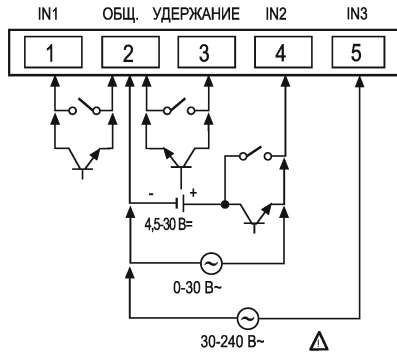 IN1 ОБЩ. УДЕРЖАНИЕ IN2 IN3
1 2 3 4 5
- +
4,5-30 В=
0-30 В~
30-240 В~